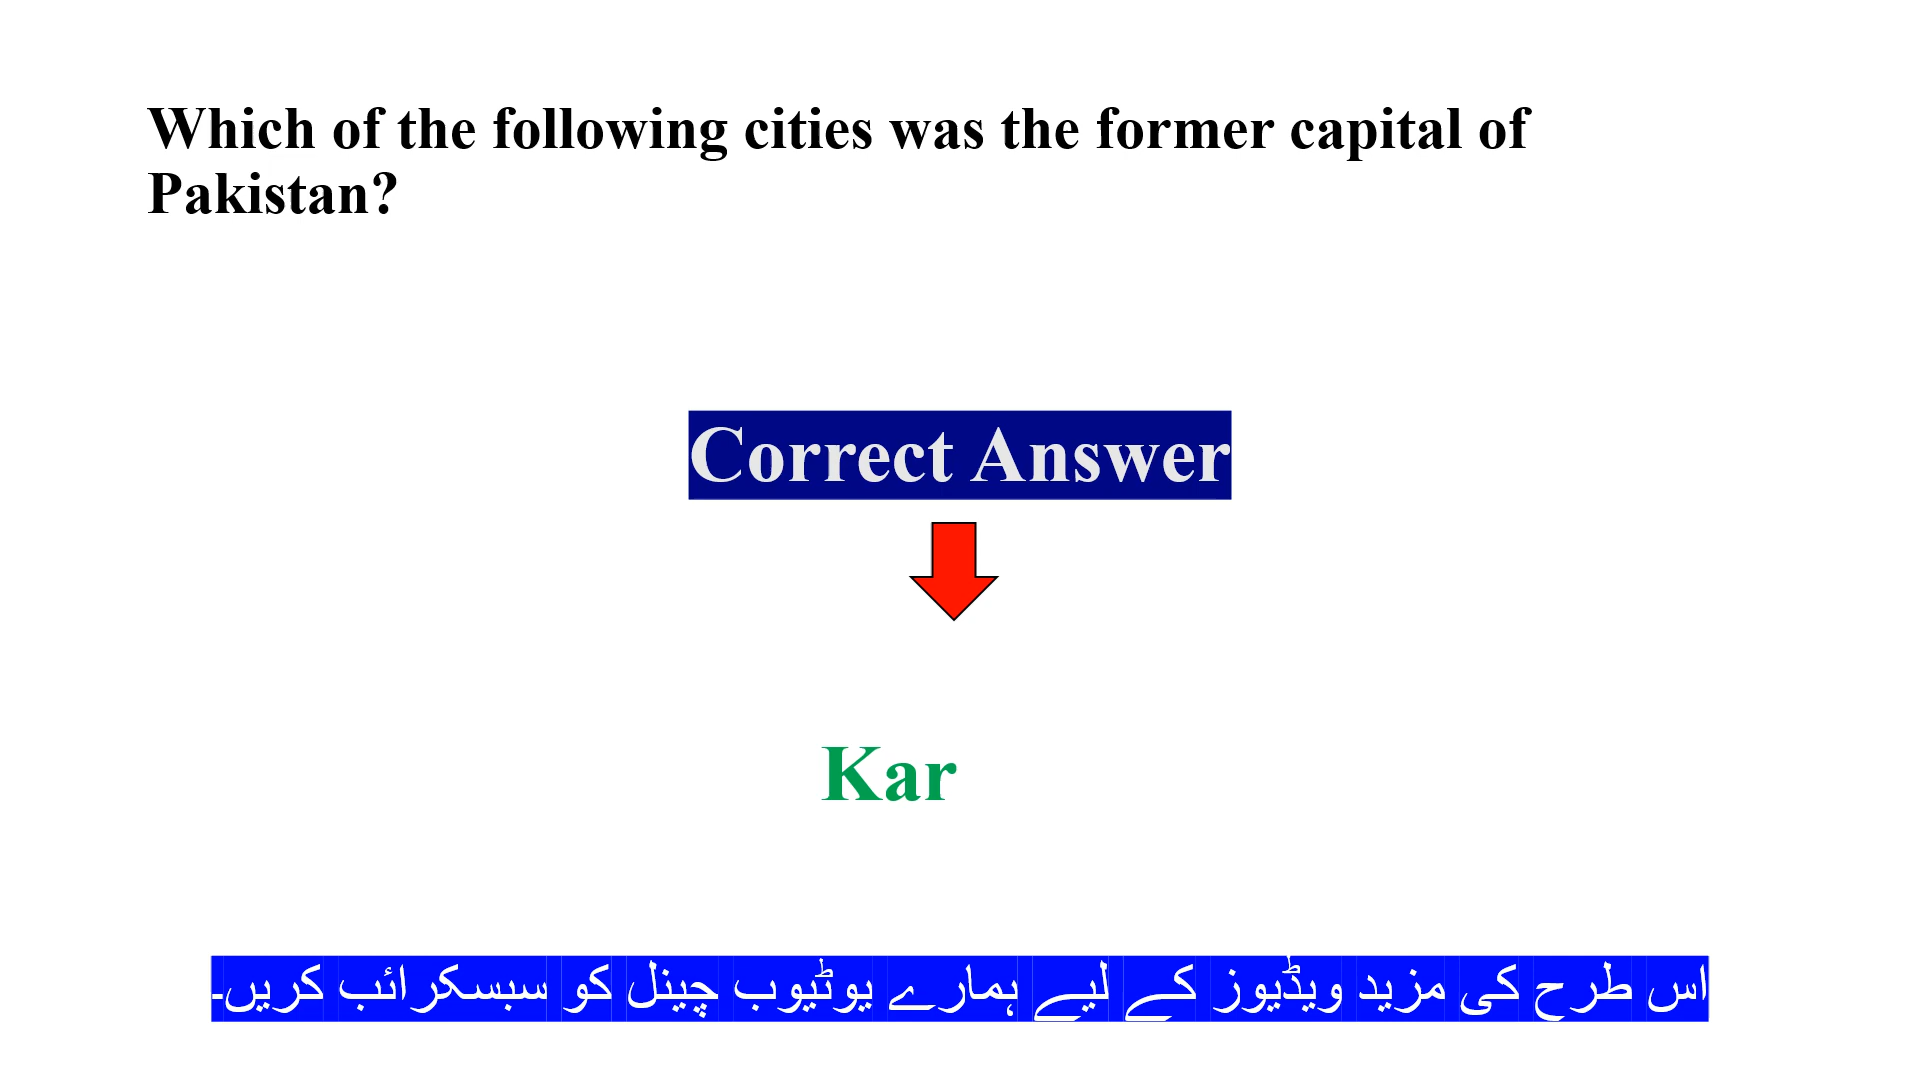 Which of the following cities was the former capital of
Pakistan?
Correct Answer
Kar
اس طرح کی مزید ویڈیوز کے لیے ہمارے یوٹیوب چینل کو سبسکرائب کریں۔